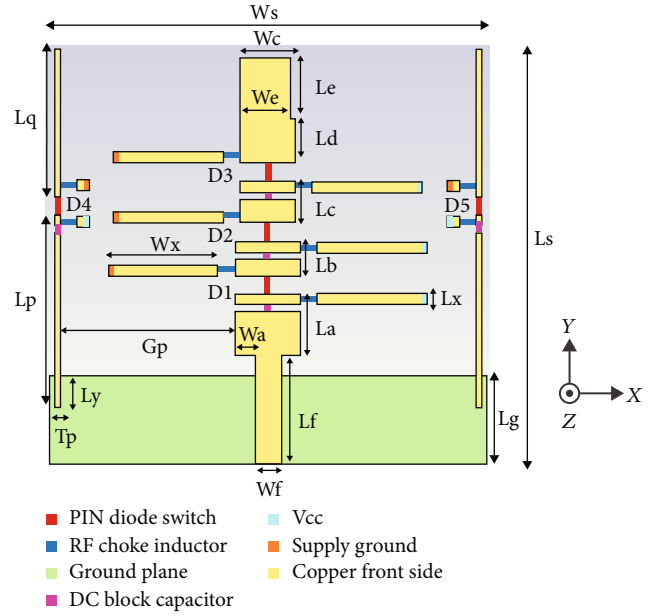 Ws
Wc
Le
We
Lq
Ld
D3
D4
D5
Lc
D2
Ls
Wx
Lb
Lp
D1
Lx
La
Gp
Wa
Y
Ly
X
Z
Tp
Lf
Lg
Wf
PIN diode switch
Vcc
RF choke inductor
Supply ground
Ground plane
Copper front side
DC block capacitor